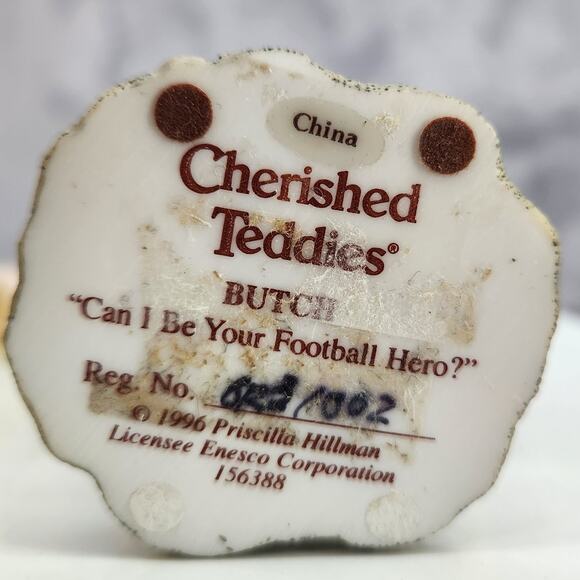 China
Cherished
Teddies®
BUTCH
"Can I Be Your Football Hero?"
Reg. No. /002
© 1996 Priscilla Hillman
Licensee Enesco Corporation
156388